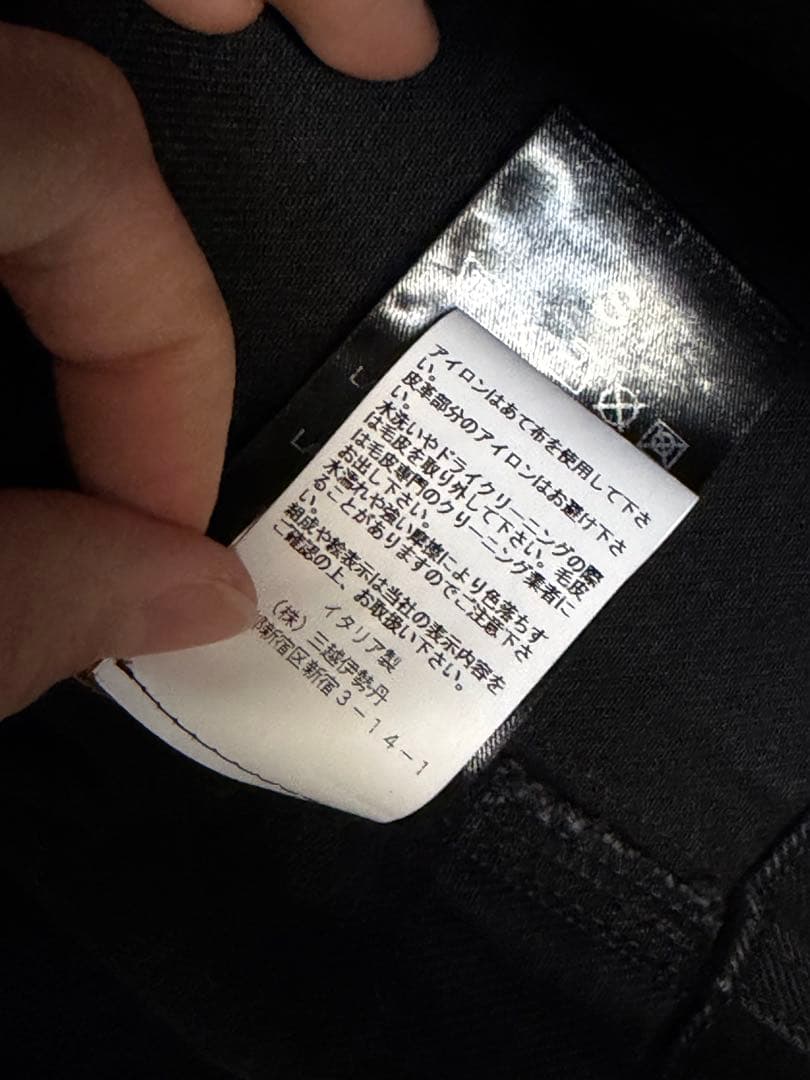 アイロンはあて布を使用して下さ
い。
皮革部分のアイロンはお避け下さ
い。
水洗いやドライクリーニングの際
は毛皮を取り外して下さい。毛皮
は毛皮専門のクリーニング業者に
お出し下さい。
水濡れや強い摩擦により色落ちす
ることがありますのでご注意下さ
い。
組成や絵表示は当社の表示内容を
ご確認の上、お取扱い下さい。
イタリア製
(株)三越伊勢丹
新宿区新宿3-14-1